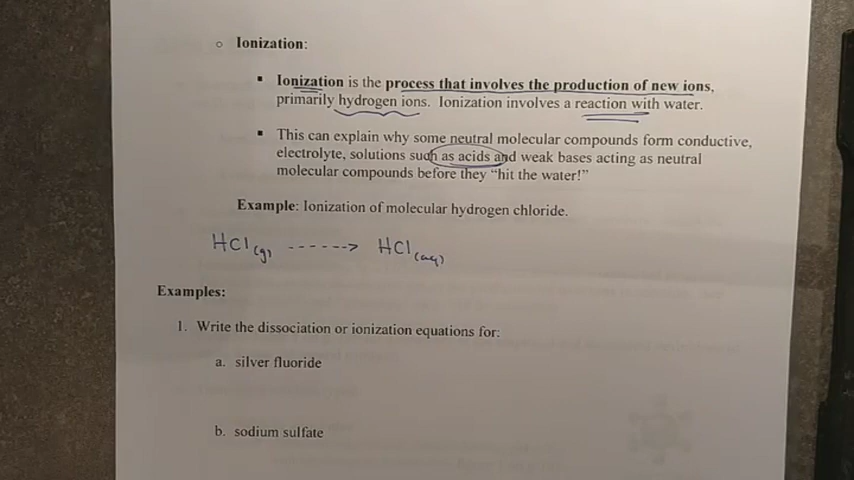 Ionization:
Ionization is the process that involves the production of new ions,
primarily hydrogen ions. Ionization involves a reaction with water.
This can explain why some neutral molecular compounds form conductive,
electrolyte, solutions such as acids and weak bases acting as neutral
molecular compounds before they “hit the water!”
Example: Ionization of molecular hydrogen chloride.
HCl(g) ------> HCl(aq)
Examples:
1. Write the dissociation or ionization equations for:
a. silver fluoride
b. sodium sulfate